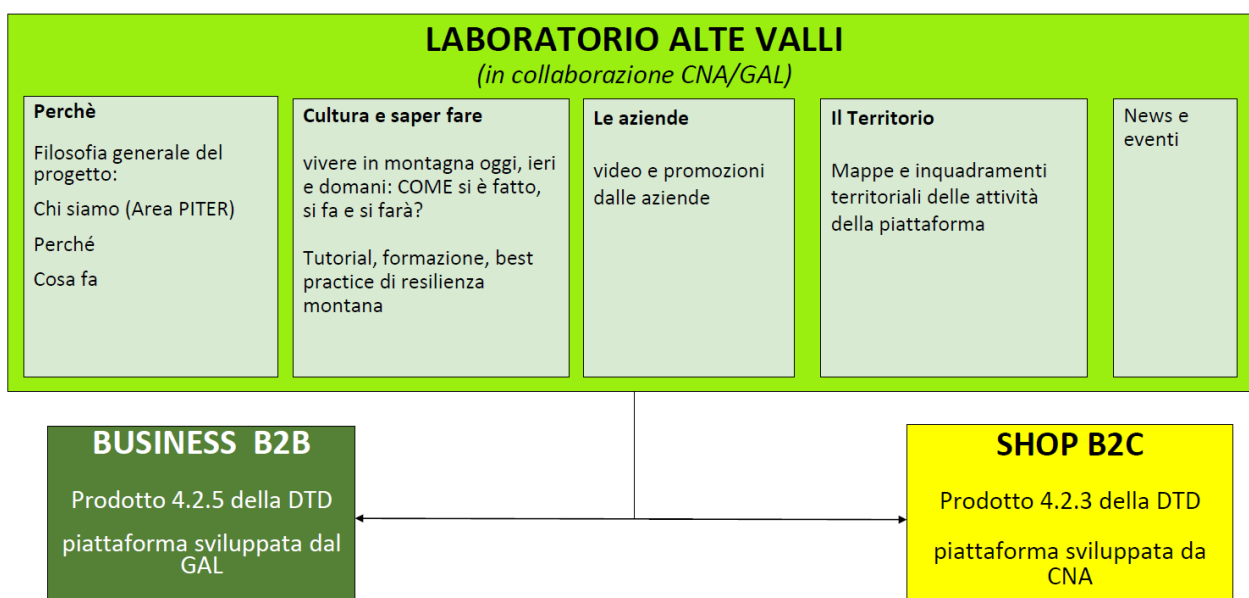 LABORATORIO ALTE VALLI
(in collaborazione CNA/GAL)
Perchè
Filosofia generale del
progetto:
Chi siamo (Area PITER)
Perché
Cosa fa
Cultura e saper fare
vivere in montagna oggi, ieri
e domani: COME si è fatto,
si fa e si farà?
Tutorial, formazione, best
practice di resilienza
montana
Le aziende
video e promozioni
dalle aziende
Il Territorio
Mappe e inquadramenti
territoriali delle attività
della piattaforma
News e
eventi
BUSINESS B2B
Prodotto 4.2.5 della DTD
piattaforma sviluppata dal
GAL
SHOP B2C
Prodotto 4.2.3 della DTD
piattaforma sviluppata da
CNA